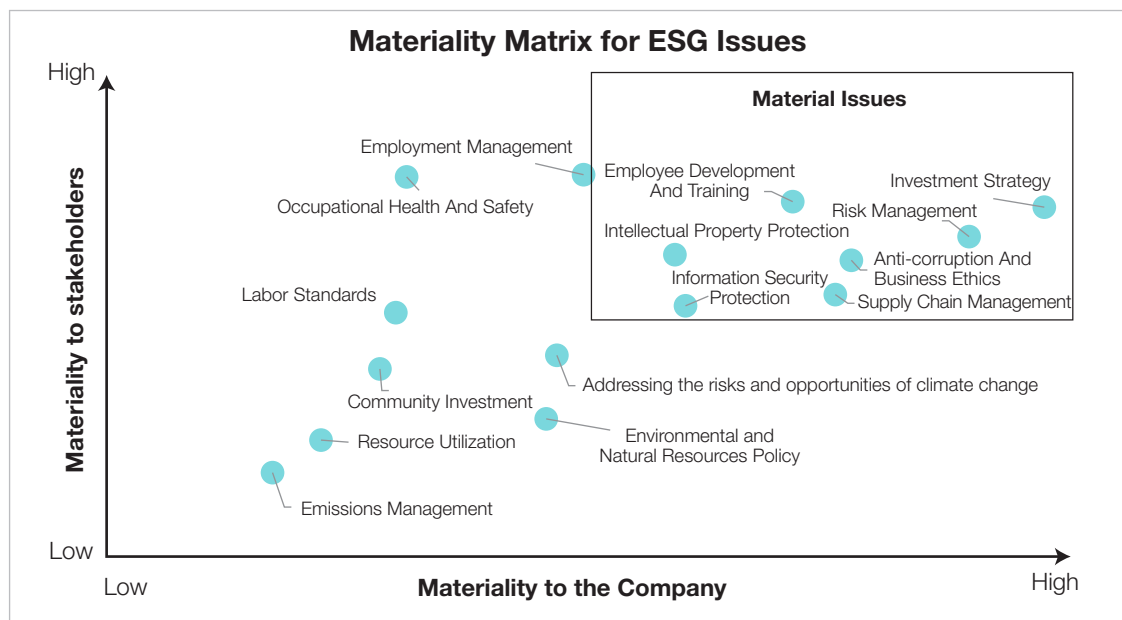 Materiality Matrix for ESG Issues
High
Material Issues
Employment Management
Employee Development
And Training
Investment Strategy
Occupational Health And Safety
Risk Management
Intellectual Property Protection
Anti-corruption And
Business Ethics
Information Security
Protection
Supply Chain Management
Labor Standards
Addressing the risks and opportunities of climate change
Community Investment
Resource Utilization
Environmental and
Natural Resources Policy
Emissions Management
Materiality to stakeholders
Low
Low
Materiality to the Company
High